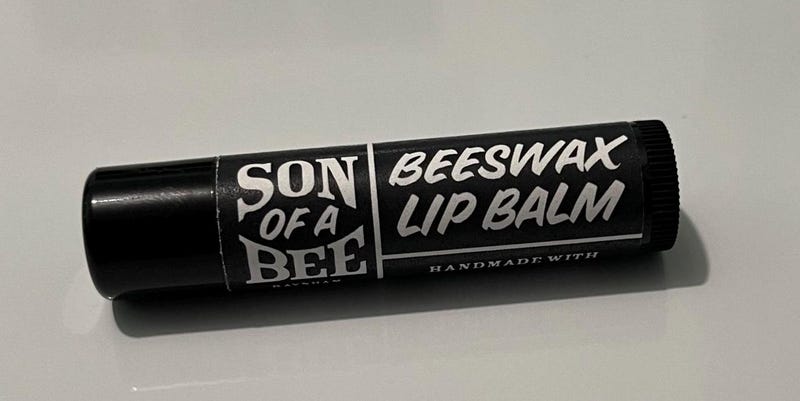 SON
OF A
BEE
BEESWAX
LIP BALM
HANDMADE WITH